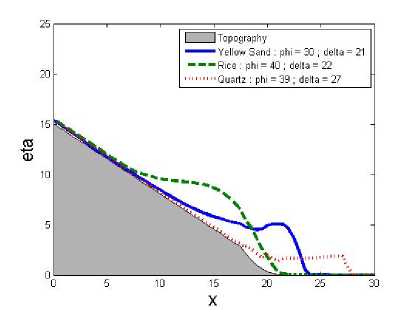 25
20
15
10
5
0
eta
Topography
Yellow Sand : phi = 30 ; delta = 21
Rice : phi = 40 ; delta = 22
Quartz : phi = 39 ; delta = 27
0 5 10 15 20 25 30
X